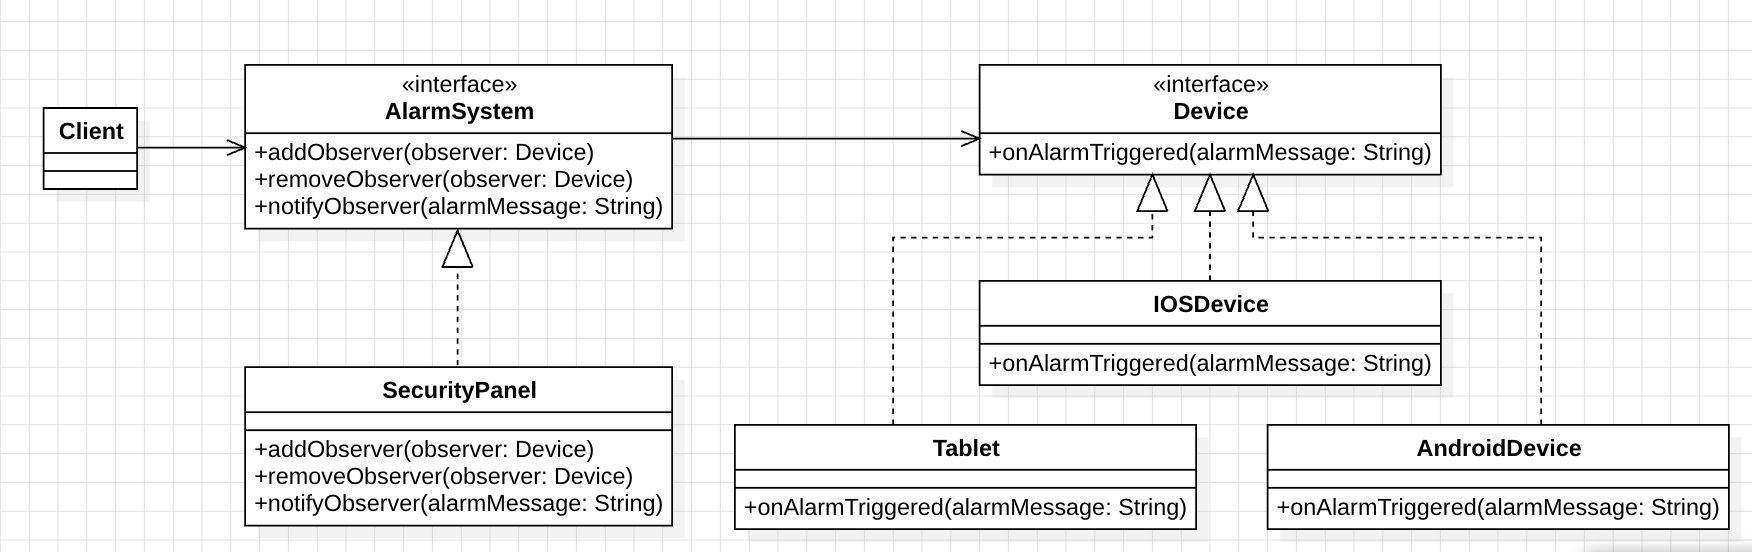 Client
«interface»
AlarmSystem
+addObserver(observer: Device)
+removeObserver(observer: Device)
+notifyObserver(alarmMessage: String)
«interface»
Device
+onAlarmTriggered(alarmMessage: String)
IOSDevice
+onAlarmTriggered(alarmMessage: String)
SecurityPanel
+addObserver(observer: Device)
+removeObserver(observer: Device)
+notifyObserver(alarmMessage: String)
Tablet
+onAlarmTriggered(alarmMessage: String)
AndroidDevice
+onAlarmTriggered(alarmMessage: String)